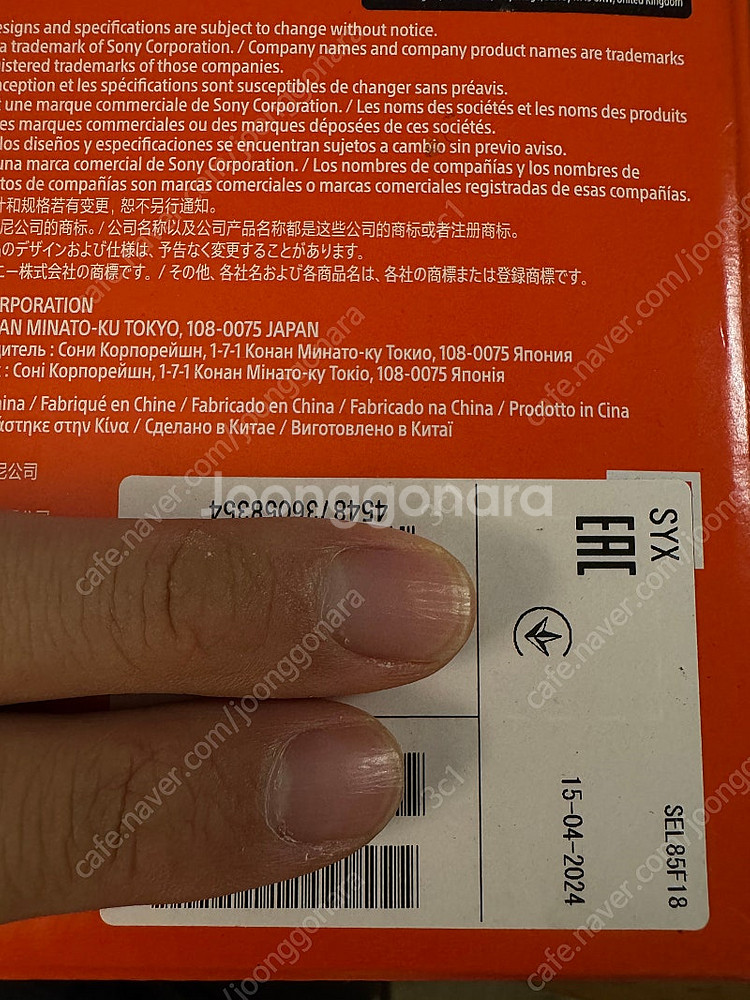 , United Kingdom
esigns and specifications are subject to change without notice.
a trademark of Sony Corporation. / Company names and company product names are trademarks
istered trademarks of those companies.
nception et les spécifications sont susceptibles de changer sans préavis.
t une marque commerciale de Sony Corporation. / Les noms des sociétés et les noms des produits
es marques commerciales ou des marques déposées de ces sociétés.
los diseños y especificaciones se encuentran sujetos a cambio sin previo aviso.
una marca comercial de Sony Corporation. / Los nombres de compañías y los nombres de
tos de compañías son marcas comerciales o marcas comerciales registradas de esas compañías.
计和规格若有变更，恕不另行通知。
尼公司的商标。/ 公司名称以及公司产品名称都是这些公司的商标或者注册商标。
のデザインおよび仕様は、予告なく変更することがあります。
ニー株式会社の商標です。/ その他、各社名および各商品名は、各社の商標または登録商標です。
RPORATION
AN MINATO-KU TOKYO, 108-0075 JAPAN
дитель : Сони Корпорейшн, 1-7-1 Конан Минато-ку Токио, 108-0075 Япония
: Соні Корпорейшн, 1-7-1 Конан Мінато-ку Токіо, 108-0075 Японія
ina / Fabriqué en Chine / Fabricado en China / Fabricado na China / Prodotto in Cina
άστηκε στην Κίνα / Сделано в Китае / Виготовлено в Китаї
尼公司
4548736058354
SYX
EAC
15-04-2024
SEL85F18
Joonggonara
cafe.naver.com/joonggonara
3c1